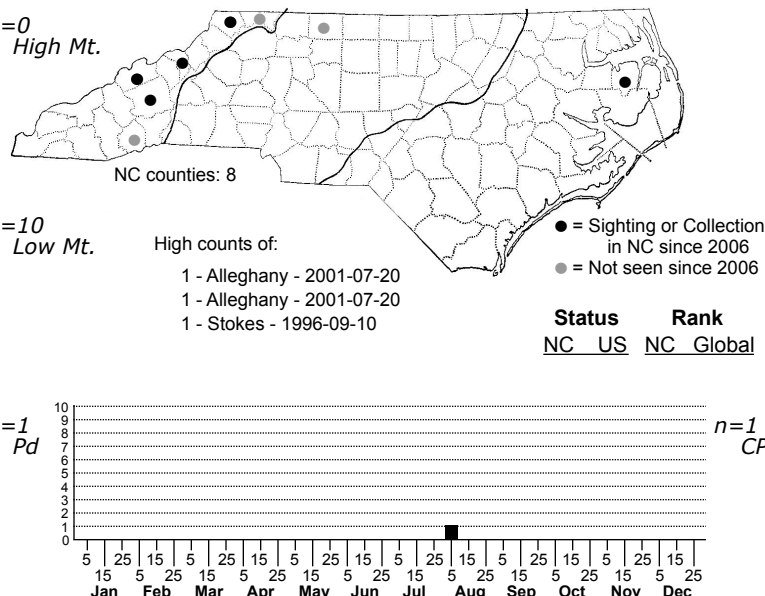 =0
High Mt.
NC counties: 8
=10
Low Mt.
High counts of:
1 - Alleghany - 2001-07-20
1 - Alleghany - 2001-07-20
1 - Stokes - 1996-09-10
= Sighting or Collection
in NC since 2006
= Not seen since 2006
Status Rank
NC US NC Global
=1
Pd
n=1
CP
10
9
8
7
6
5
4
3
2
1
0
5 25 15 5 25 15 5 25 15 5 25 15 5 25 15 5 25 15
15 5 25 15 5 25 15 5 25 15 5 25 15 5 25 15 5 25
Jan Feb Mar Apr May Jun Jul Aug Sep Oct Nov Dec